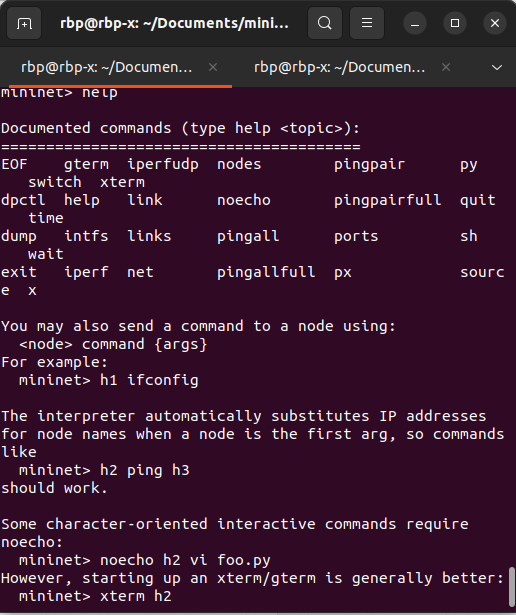 rbp@rbp-x: ~/Documents/mini...
rbp@rbp-x: ~/Documen... rbp@rbp-x: ~/Documen...
mininet> help
Documented commands (type help <topic>):
========================================
EOF    gterm  iperfudp  nodes        pingpair      py
   switch  xterm
dpctl  help   link      noecho       pingpairfull  quit
   time
dump   intfs  links     pingall      ports         sh
   wait
exit   iperf  net       pingallfull  px            sourc
e  x
You may also send a command to a node using:
  <node> command {args}
For example:
  mininet> h1 ifconfig
The interpreter automatically substitutes IP addresses
for node names when a node is the first arg, so commands
like
  mininet> h2 ping h3
should work.
Some character-oriented interactive commands require
noecho:
  mininet> noecho h2 vi foo.py
However, starting up an xterm/gterm is generally better:
  mininet> xterm h2